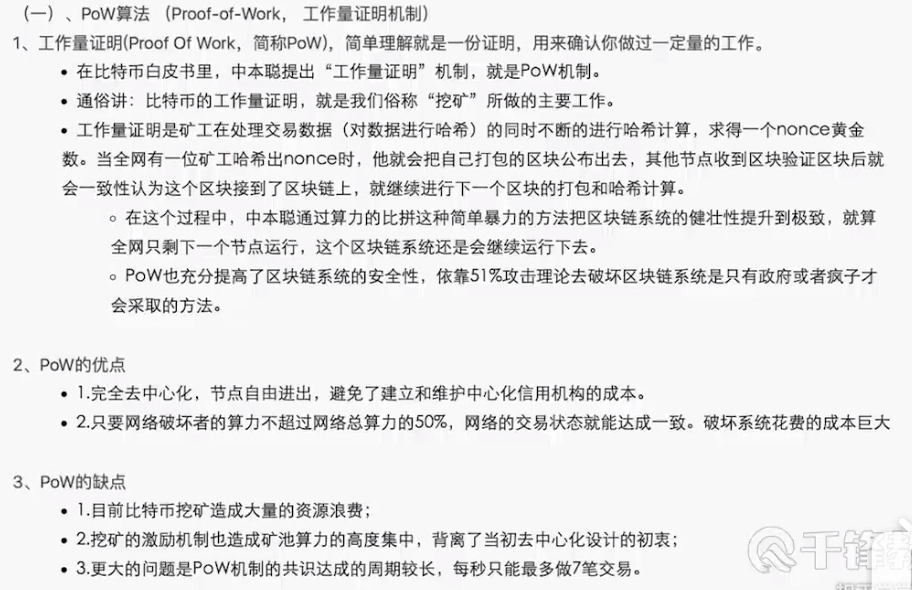 （一）、PoW算法 （Proof-of-Work， 工作量证明机制）
1、工作量证明(Proof Of Work，简称PoW)，简单理解就是一份证明，用来确认你做过一定量的工作。
• 在比特币白皮书里，中本聪提出“工作量证明”机制，就是PoW机制。
• 通俗讲：比特币的工作量证明，就是我们俗称“挖矿”所做的主要工作。
• 工作量证明是矿工在处理交易数据（对数据进行哈希）的同时不断的进行哈希计算，求得一个nonce黄金
数。当全网有一位矿工哈希出nonce时，他就会把自己打包的区块公布出去，其他节点收到区块验证区块后就
会一致性认为这个区块接到了区块链上，就继续进行下一个区块的打包和哈希计算。
◦ 在这个过程中，中本聪通过算力的比拼这种简单暴力的方法把区块链系统的健壮性提升到极致，就算
全网只剩下一个节点运行，这个区块链系统还是会继续运行下去。
◦ PoW也充分提高了区块链系统的安全性，依靠51%攻击理论去破坏区块链系统是只有政府或者疯子才
会采取的方法。
2、PoW的优点
• 1.完全去中心化，节点自由进出，避免了建立和维护中心化信用机构的成本。
• 2.只要网络破坏者的算力不超过网络总算力的50%，网络的交易状态就能达成一致。破坏系统花费的成本巨大
3、PoW的缺点
• 1.目前比特币挖矿造成大量的资源浪费；
• 2.挖矿的激励机制也造成矿池算力的高度集中，背离了当初去中心化设计的初衷；
• 3.更大的问题是PoW机制的共识达成的周期较长，每秒只能最多做7笔交易。
千锋